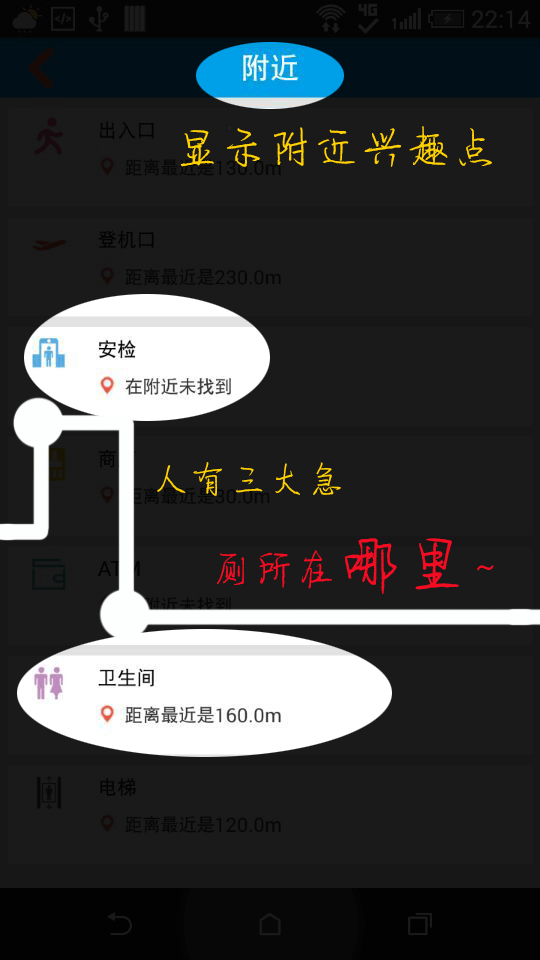 4G
1
22:14
附近
出入口
显示附近兴趣点
距离最近是130.0m
登机口
距离最近是230.0m
安检
在附近未找到
商
人有三大急
距离最近是30.0m
ATM
厕所在哪里~
附近未找到
卫生间
距离最近是160.0m
电梯
距离最近是120.0m